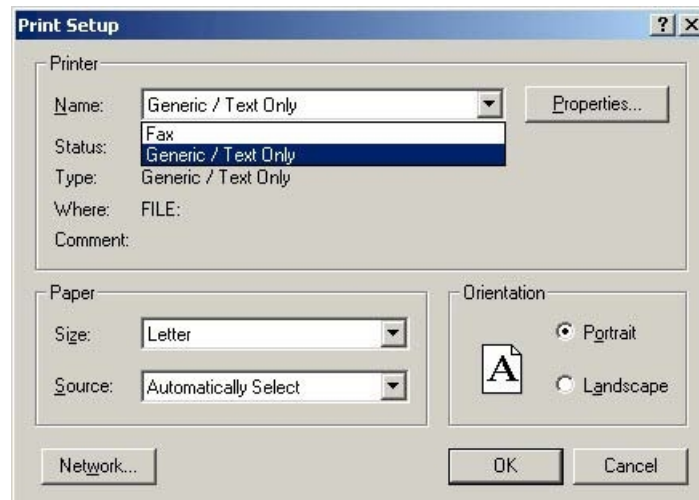 Print Setup
Printer
Name: Generic / Text Only Properties...
Fax
Status: Generic / Text Only
Type: Generic / Text Only
Where: FILE:
Comment:
Paper
Size: Letter
Source: Automatically Select
Orientation
A
Portrait
Landscape
Network... OK Cancel